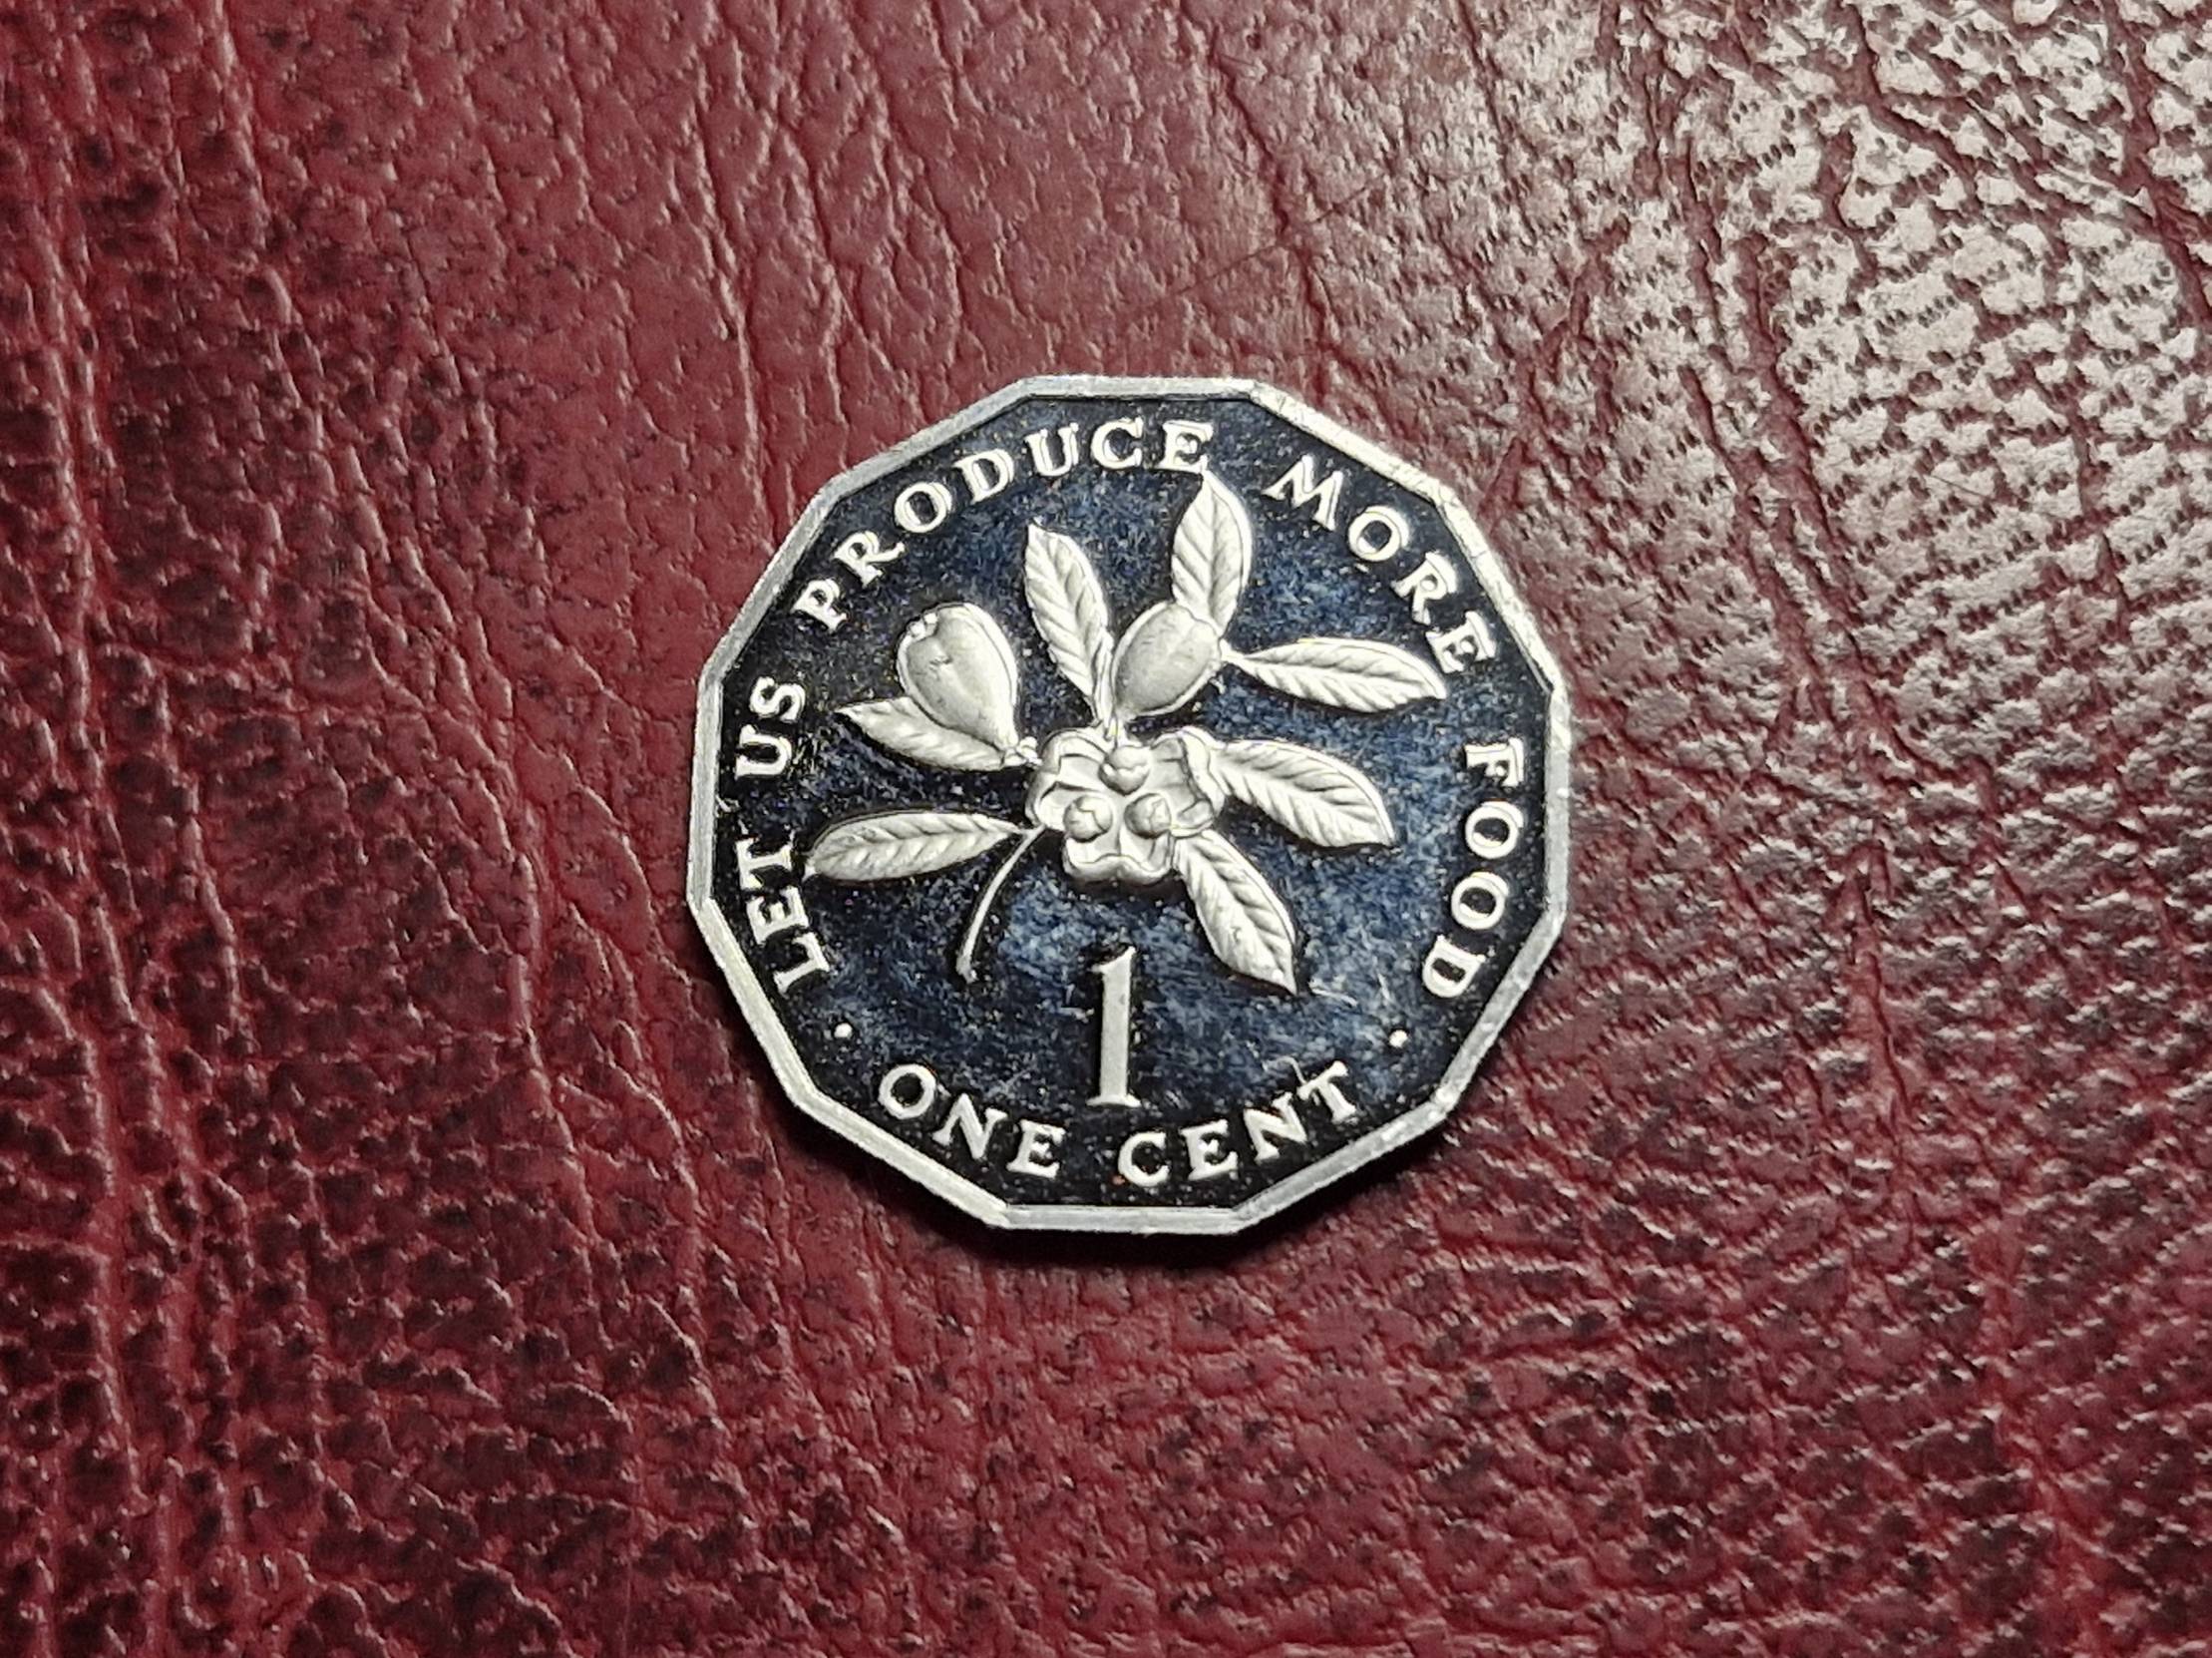 LET US PRODUCE MORE FOOD
1
· ONE CENT ·